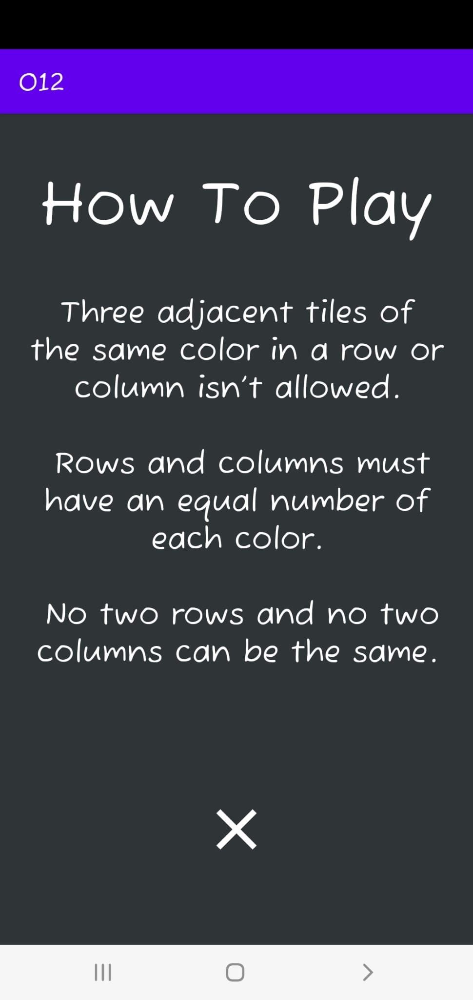 012
How To Play
Three adjacent tiles of
the same color in a row or
column isn't allowed.
Rows and columns must
have an equal number of
each color.
No two rows and no two
columns can be the same.